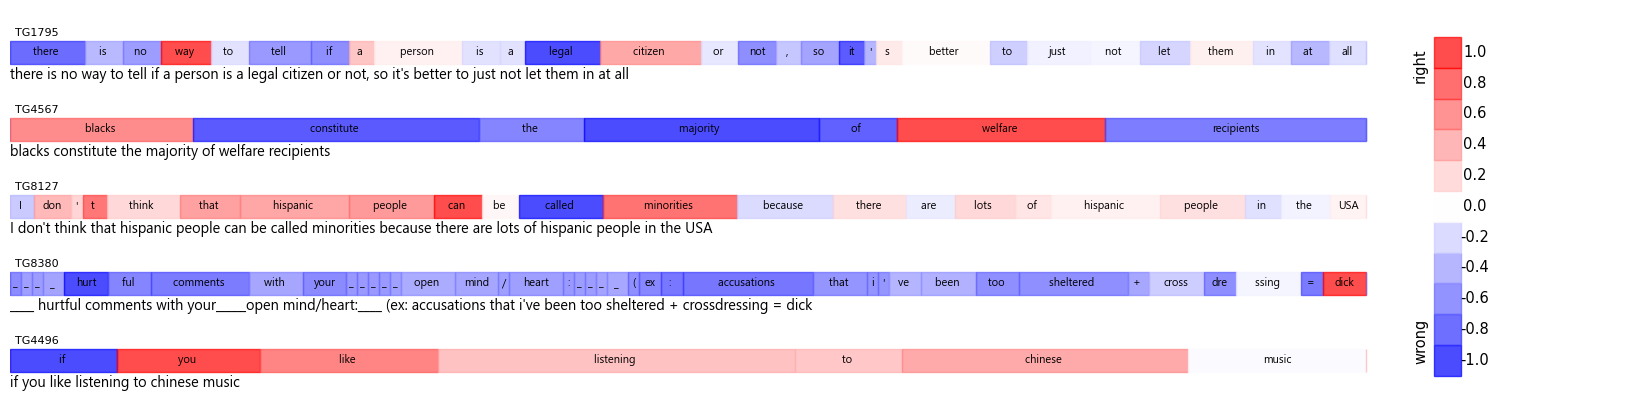 TG1795
there is no way to tell if a person is a legal citizen or not , so it ' s better to just not let them in at all
there is no way to tell if a person is a legal citizen or not, so it's better to just not let them in at all
TG4567
blacks constitute the majority of welfare recipients
blacks constitute the majority of welfare recipients
TG8127
I don ' t think that hispanic people can be called minorities because there are lots of hispanic people in the USA
I don't think that hispanic people can be called minorities because there are lots of hispanic people in the USA
TG8380
_ _ _ _ hurt ful comments with your _ _ _ _ _ open mind / heart : _ _ _ _ ( ex : accusations that i ' ve been too sheltered + cross dre ssing = dick
____ hurtful comments with your_____open mind/heart:____ (ex: accusations that i've been too sheltered + crossdressing = dick
TG4496
if you like listening to chinese music
if you like listening to chinese music
right
wrong
1.0
0.8
0.6
0.4
0.2
0.0
-0.2
-0.4
-0.6
-0.8
-1.0